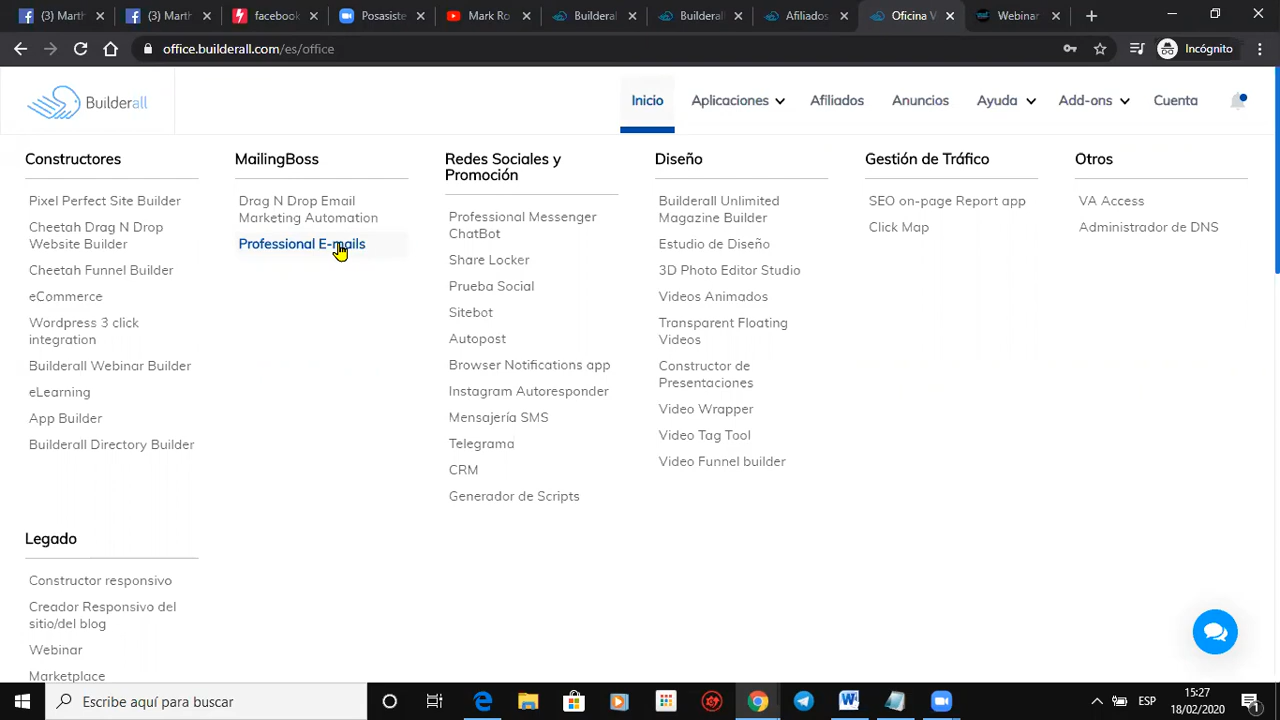 (3) Marth
(3) Marth
facebook
Posasiste
Mark Ro
Builderal
Builderall
Afiliados
Oficina V
Webinar
office.builderall.com/es/office
Incógnito
Builderall
Inicio
Aplicaciones
Afiliados
Anuncios
Ayuda
Add-ons
Cuenta
Constructores
Pixel Perfect Site Builder
Cheetah Drag N Drop
Website Builder
Cheetah Funnel Builder
eCommerce
Wordpress 3 click
integration
Builderall Webinar Builder
eLearning
App Builder
Builderall Directory Builder
MailingBoss
Drag N Drop Email
Marketing Automation
Professional E-mails
Redes Sociales y
Promoción
Professional Messenger
ChatBot
Share Locker
Prueba Social
Sitebot
Autopost
Browser Notifications app
Instagram Autoresponder
Mensajería SMS
Telegrama
CRM
Generador de Scripts
Diseño
Builderall Unlimited
Magazine Builder
Estudio de Diseño
3D Photo Editor Studio
Videos Animados
Transparent Floating
Videos
Constructor de
Presentaciones
Video Wrapper
Video Tag Tool
Video Funnel builder
Gestión de Tráfico
SEO on-page Report app
Click Map
Otros
VA Access
Administrador de DNS
Legado
Constructor responsivo
Creador Responsivo del
sitio/del blog
Webinar
Marketplace
Escribe aquí para buscar
ESP
15:27
18/02/2020
1